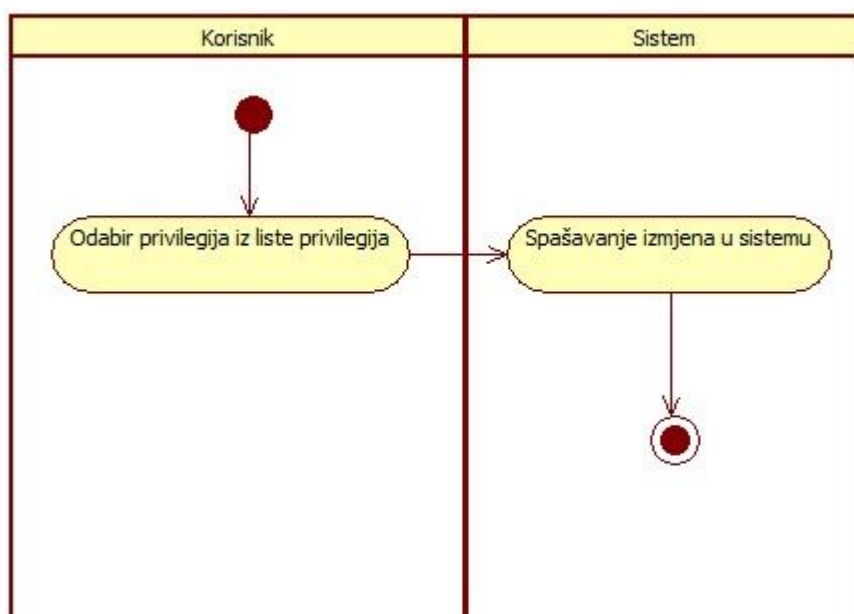 Korisnik
Sistem
Odabir privilegija iz liste privilegija
Spašavanje izmjena u sistemu